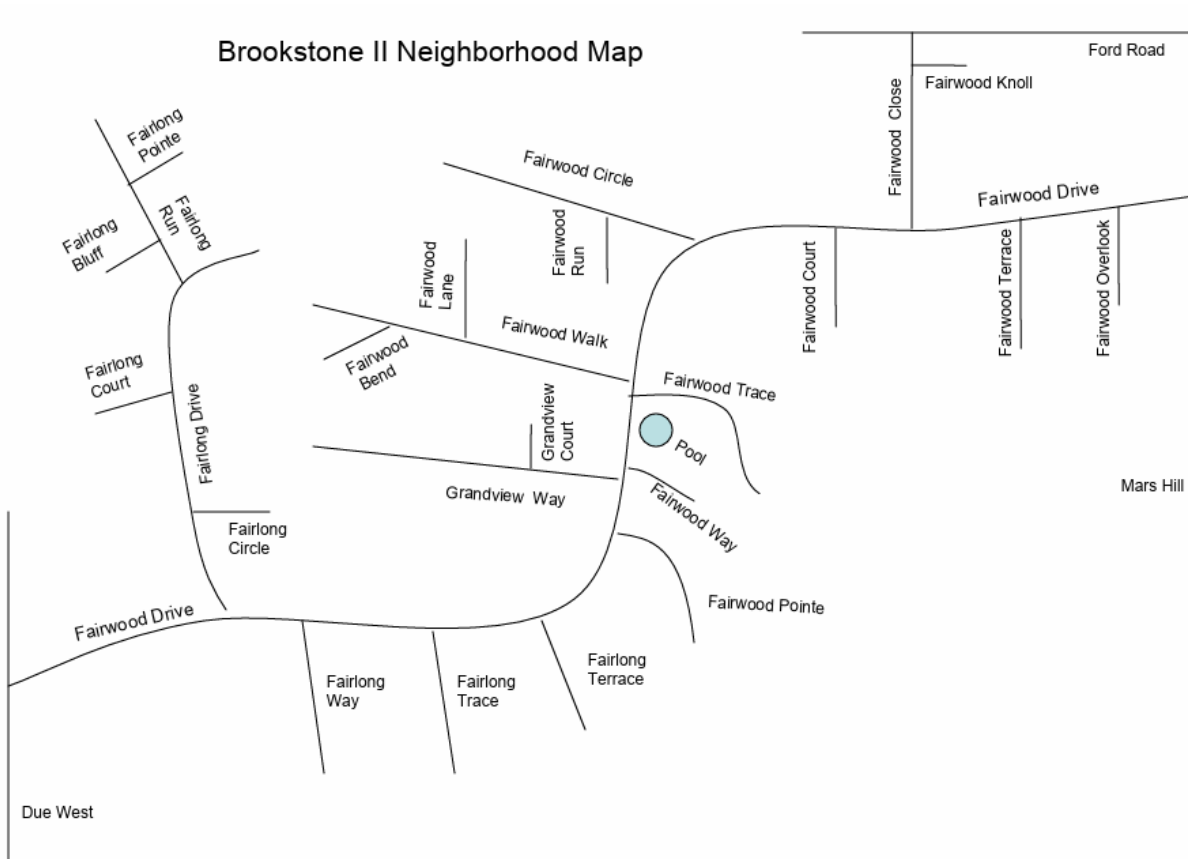 Brookstone II Neighborhood Map
Ford Road
Fairwood Knoll
Fairwood Close
Fairlong
Pointe
Fairwood Circle
Fairwood Drive
Fairlong
Run
Fairlong
Bluff
Fairwood
Run
Fairwood
Lane
Fairwood Court
Fairwood Terrace
Fairwood Overlook
Fairwood Walk
Fairwood
Bend
Fairlong
Court
Fairwood Trace
Fairlong Drive
Grandview
Court
Pool
Mars Hill
Grandview Way
Fairwood Way
Fairlong
Circle
Fairwood Drive
Fairwood Pointe
Fairlong
Way
Fairlong
Trace
Fairlong
Terrace
Due West